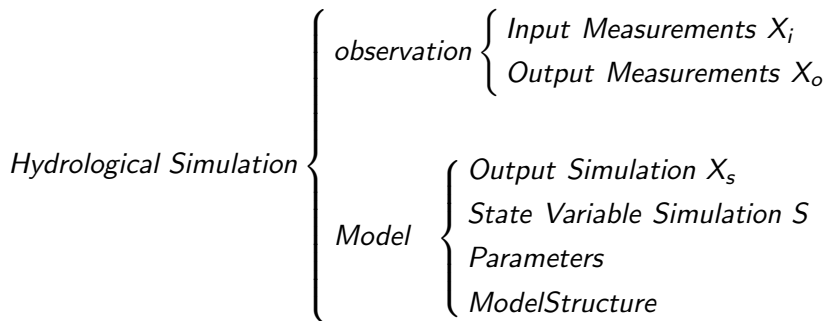 Hydrological Simulation
observation
Input Measurements X_i
Output Measurements X_o
Model
Output Simulation X_s
State Variable Simulation S
Parameters
ModelStructure